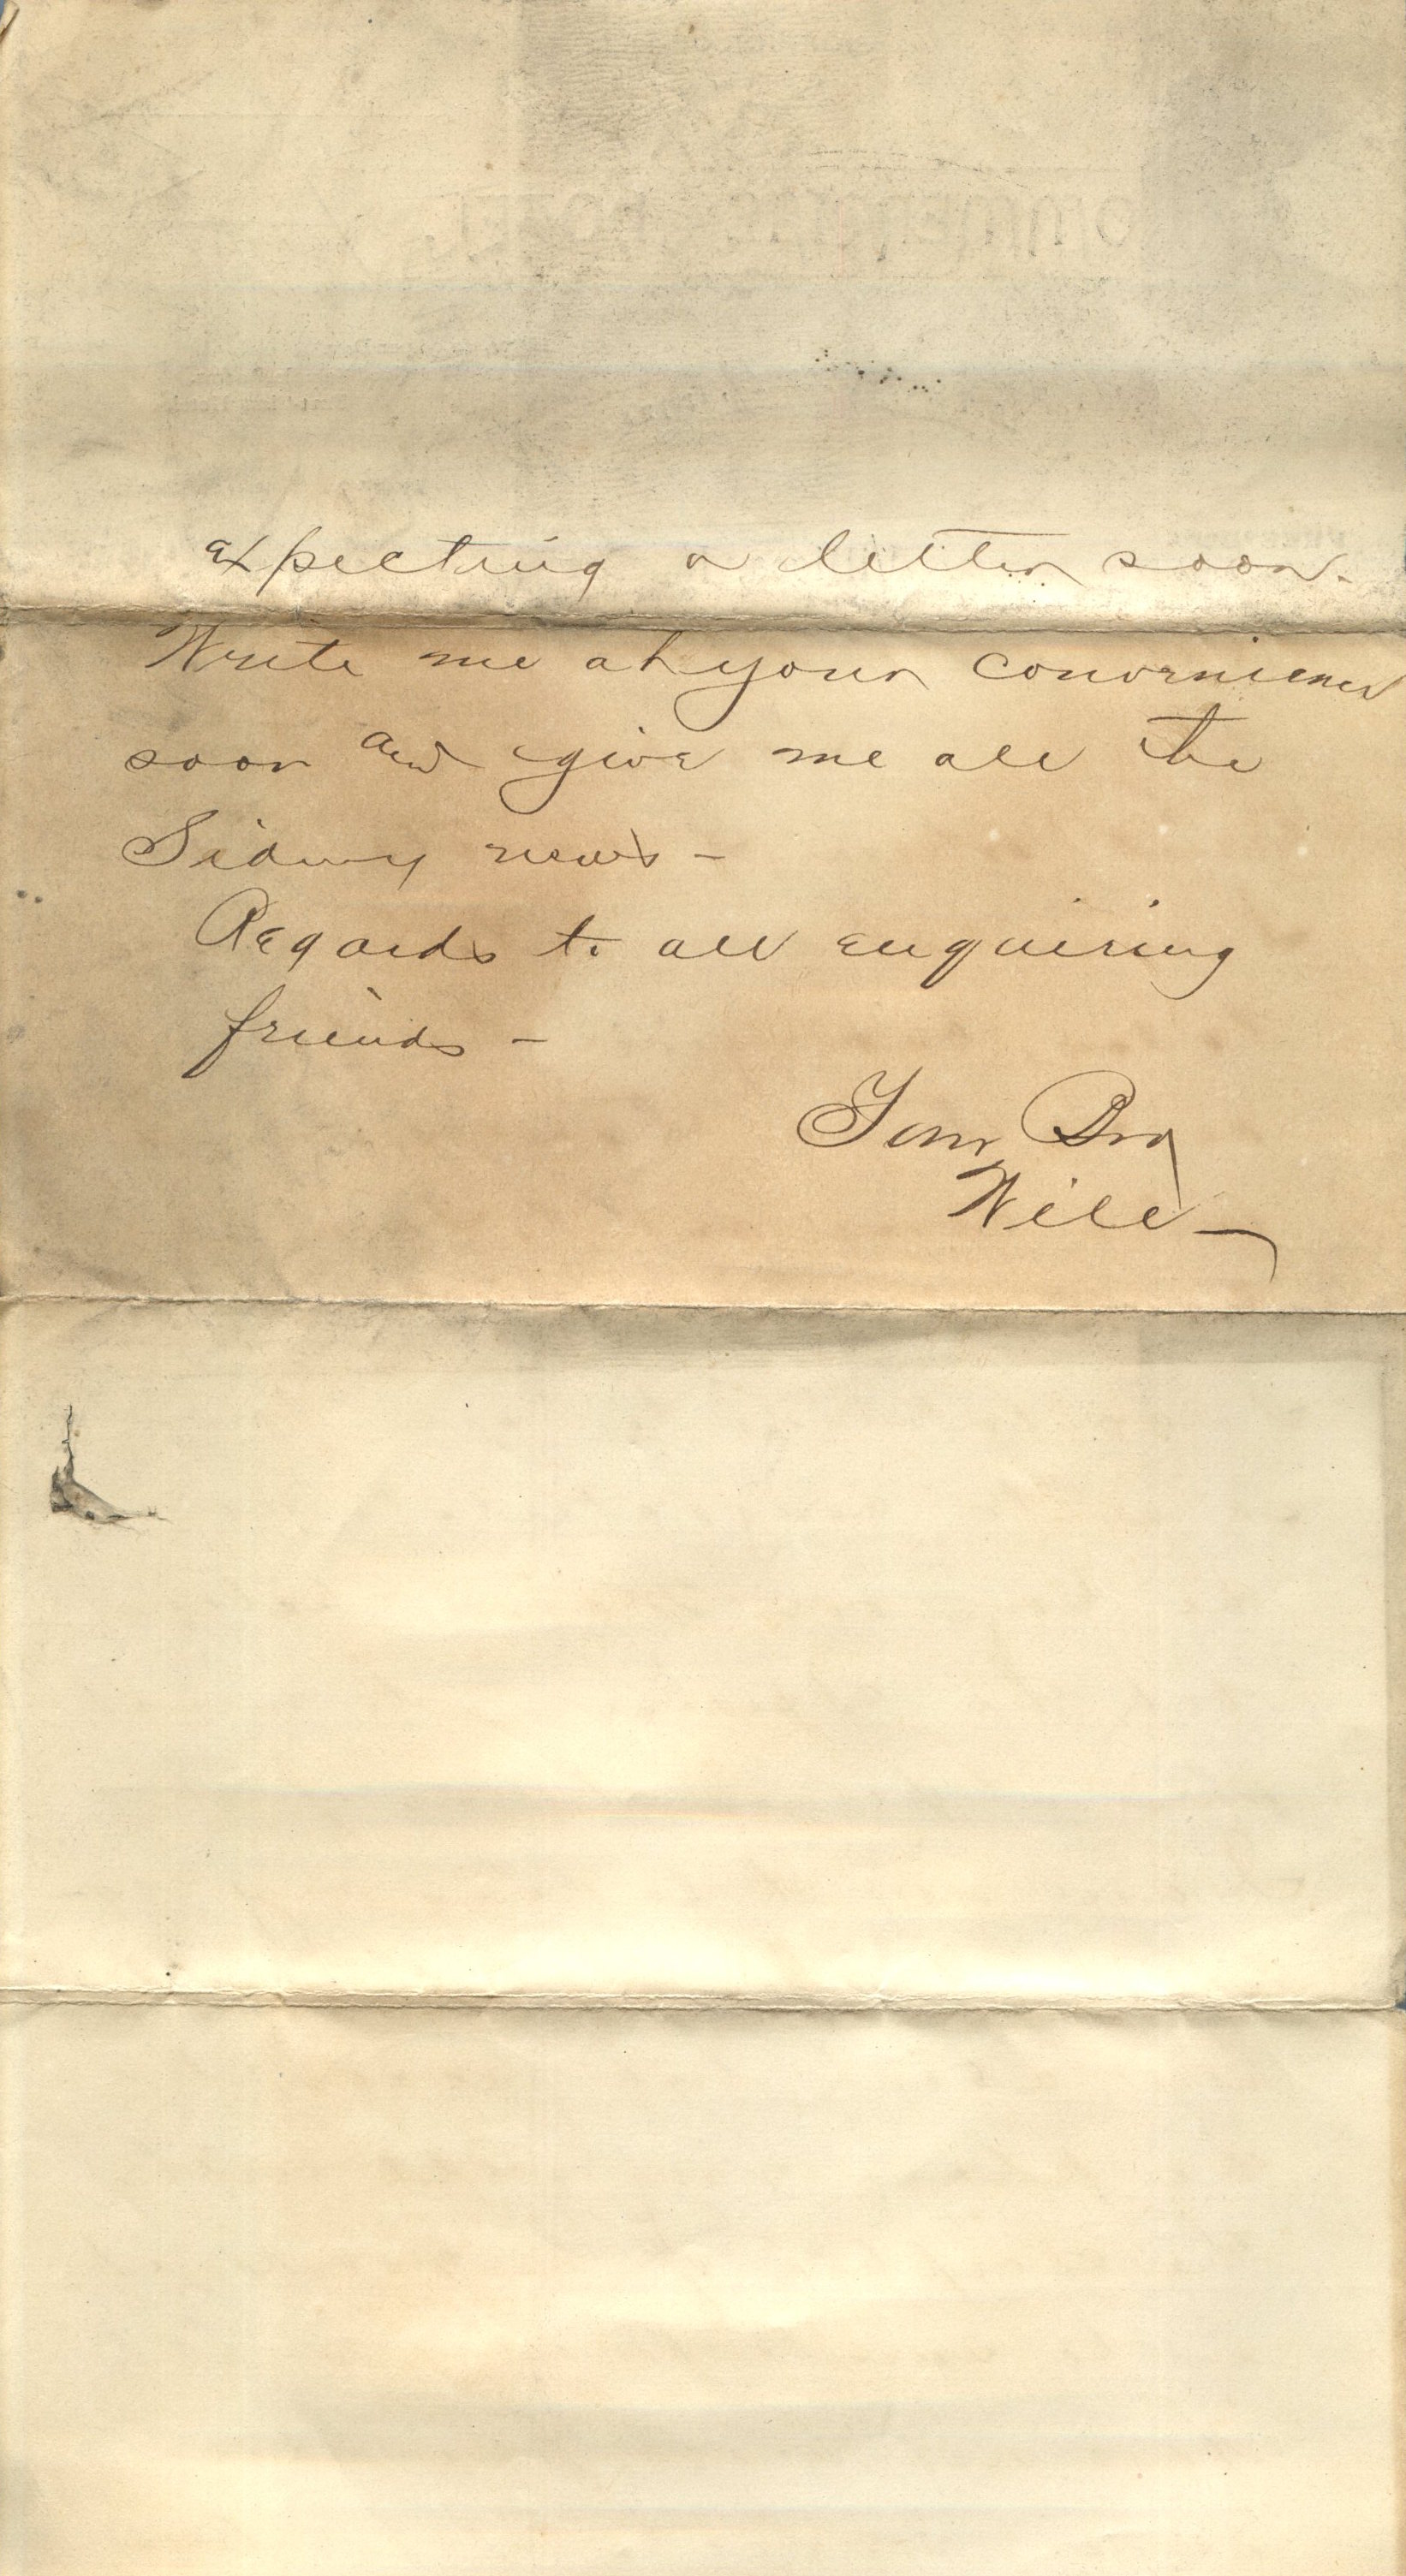 expecting a letter soon.
Write me at your convenience
soon and give me all the
Sidney news -
Regards to all enquiring
friends -
Your Bro
Will